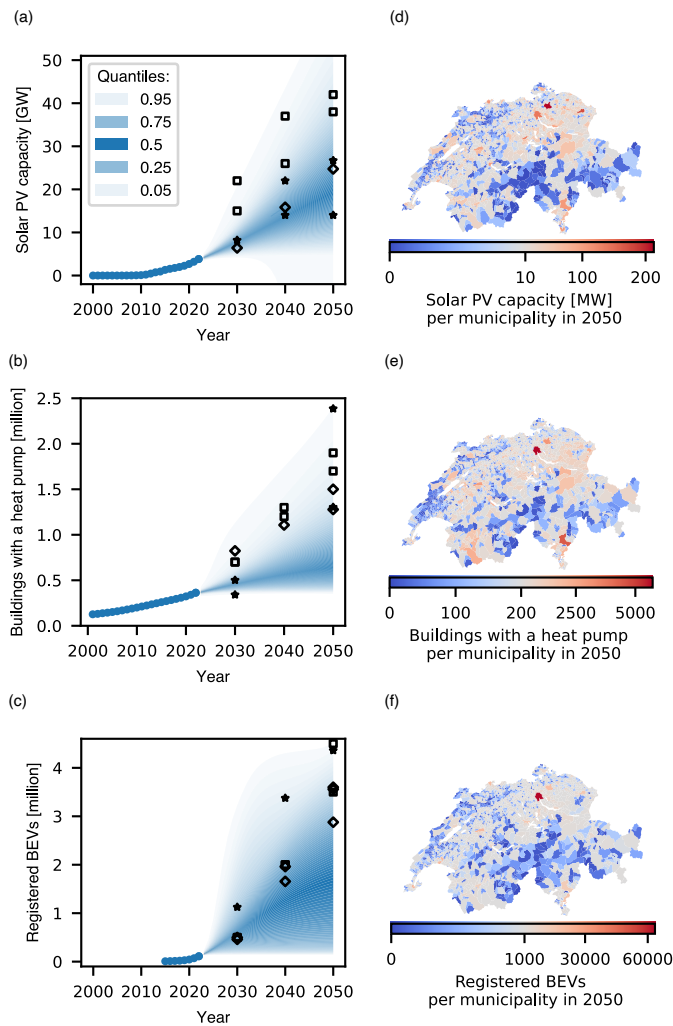 (a)
50
40
30
20
10
0
Solar PV capacity [GW]
Quantiles:
0.95
0.75
0.5
0.25
0.05
2000 2010 2020 2030 2040 2050
Year
(d)
0 10 100 200
Solar PV capacity [MW]
per municipality in 2050
(b)
2.5
2.0
1.5
1.0
0.5
0.0
Buildings with a heat pump [million]
2000 2010 2020 2030 2040 2050
Year
(e)
0 100 200 2500 5000
Buildings with a heat pump
per municipality in 2050
(c)
4
3
2
1
0
Registered BEVs [million]
2000 2010 2020 2030 2040 2050
Year
(f)
0 1000 30000 60000
Registered BEVs
per municipality in 2050